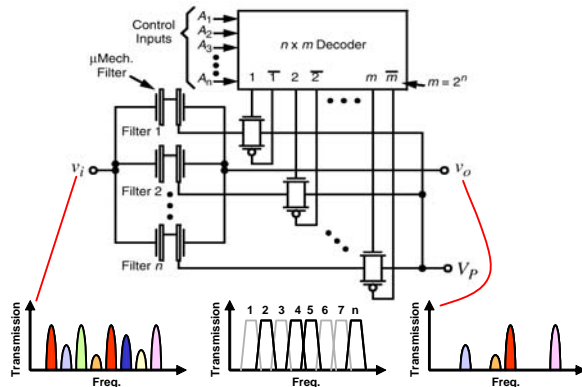 Control
Inputs
A1
A2
A3
An
n x m Decoder
1 1 2 2 m m
m = 2^n
μMech.
Filter
Filter 1
vi
vo
Filter 2
Filter n
VP
Transmission
Freq.
Transmission
1 2 3 4 5 6 7 n
Freq.
Transmission
Freq.